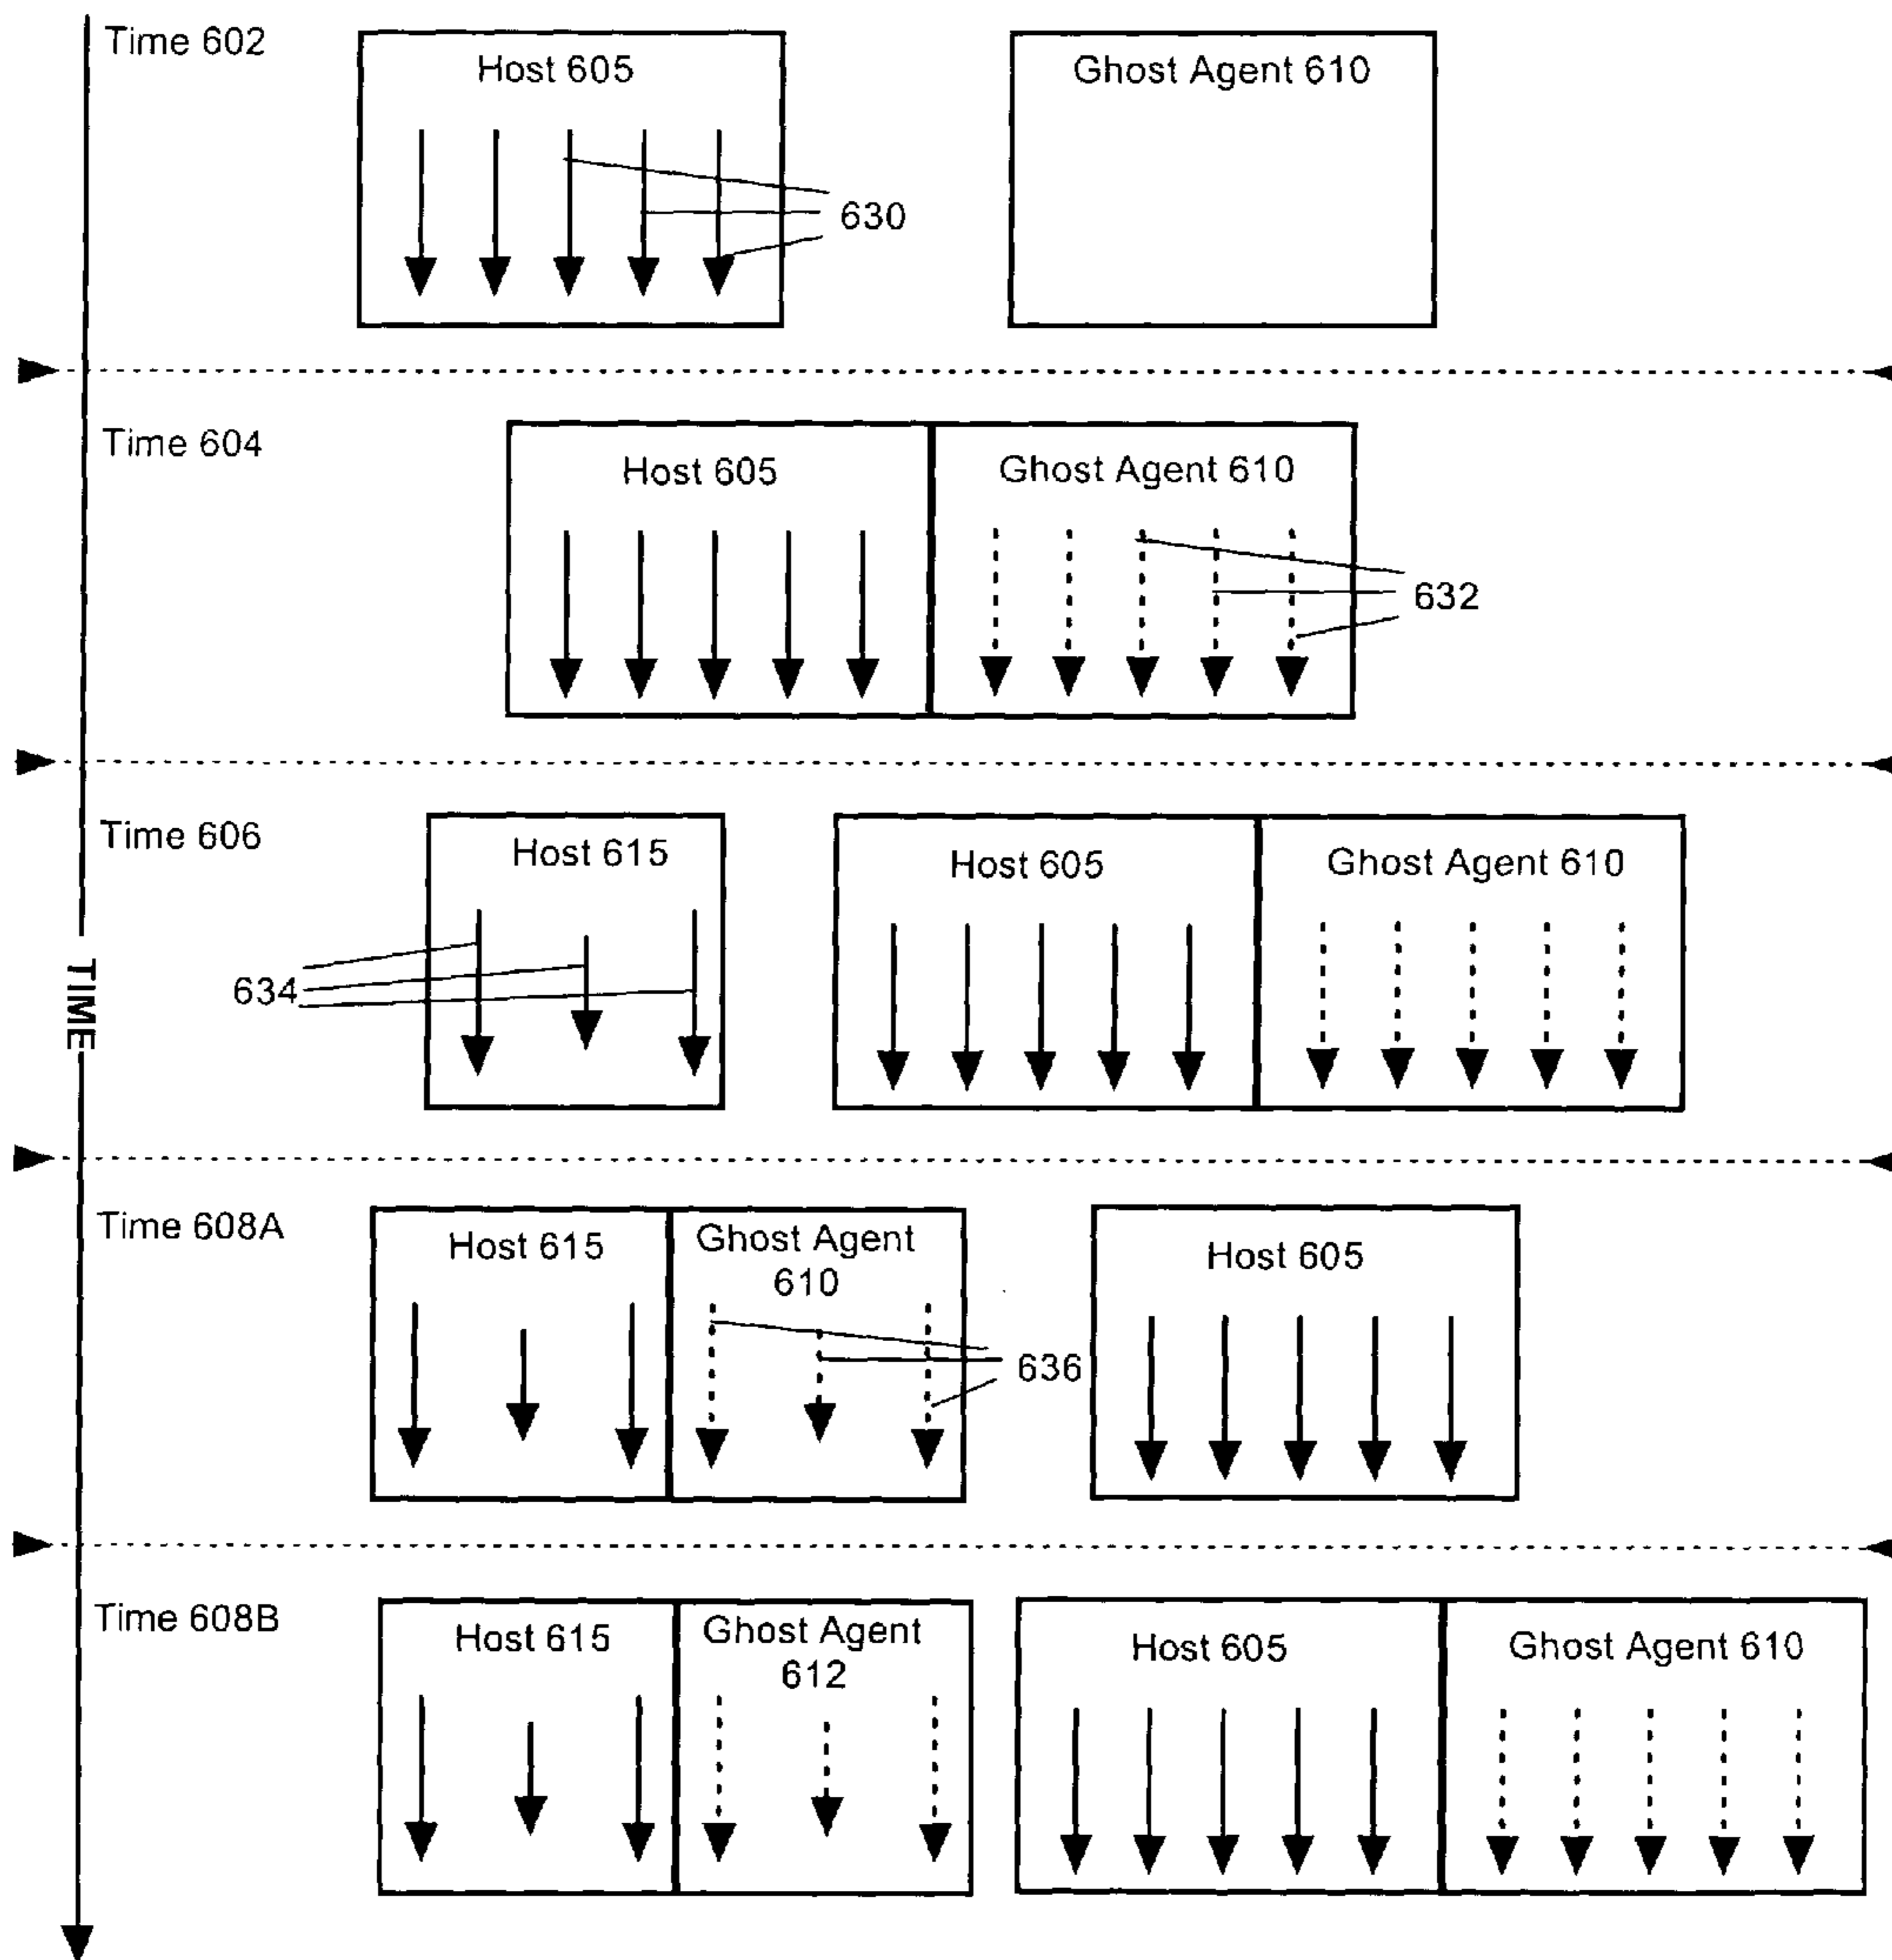 Time 602
Host 605
Ghost Agent 610
630
Time 604
Host 605
Ghost Agent 610
632
Time 606
Host 615
Host 605
Ghost Agent 610
634
TIME
Time 608A
Host 615
Ghost Agent
610
Host 605
636
Time 608B
Host 615
Ghost Agent
612
Host 605
Ghost Agent 610